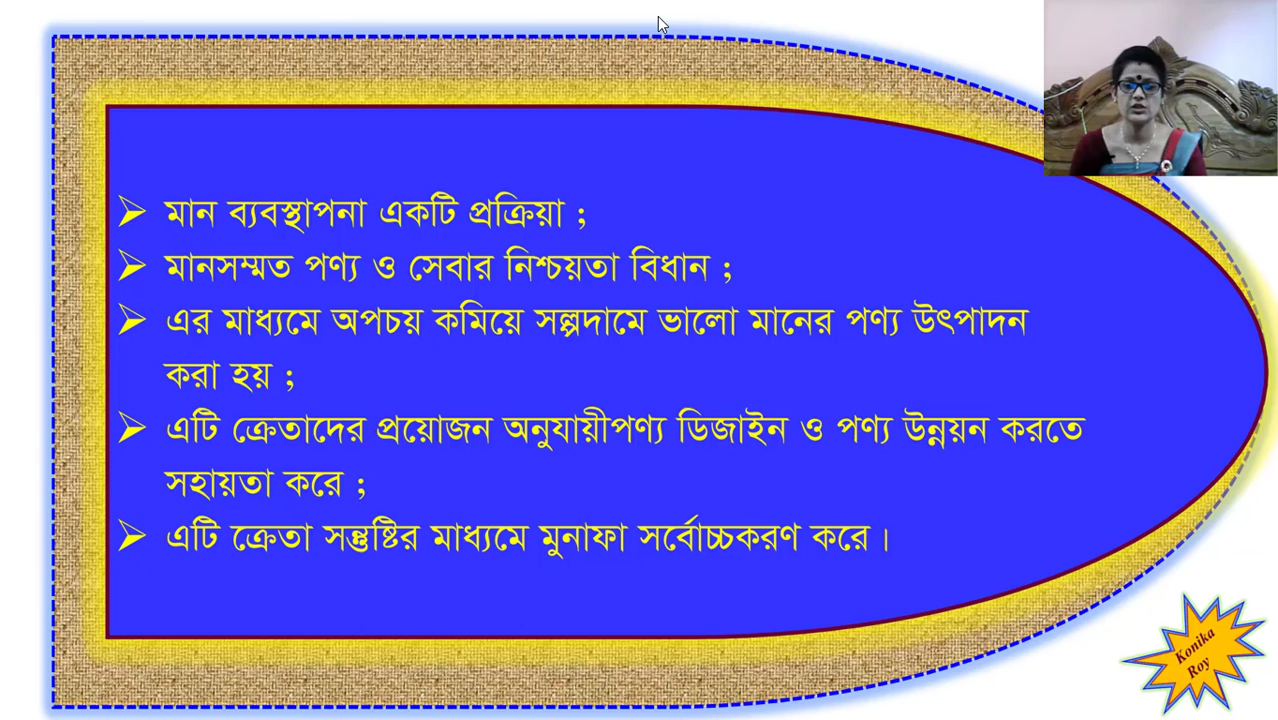 মান ব্যবস্থাপনা একটি প্রক্রিয়া ;
মানসম্মত পণ্য ও সেবার নিশ্চয়তা বিধান ;
এর মাধ্যমে অপচয় কমিয়ে সল্পদামে ভালো মানের পণ্য উৎপাদন
করা হয় ;
এটি ক্রেতাদের প্রয়োজন অনুযায়ীপণ্য ডিজাইন ও পণ্য উন্নয়ন করতে
সহায়তা করে ;
এটি ক্রেতা সন্তুষ্টির মাধ্যমে মুনাফা সর্বোচ্চকরণ করে।
Konika
Roy